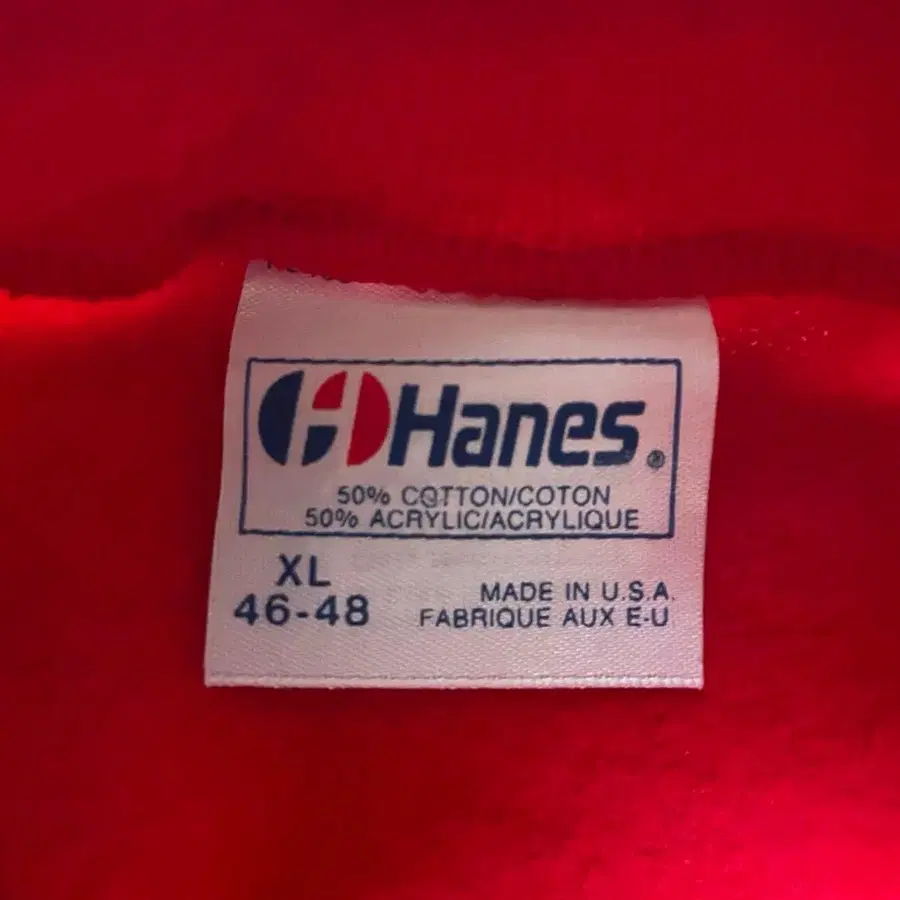 Hanes®
50% COTTON/COTON
50% ACRYLIC/ACRYLIQUE
XL
46-48
MADE IN U.S.A.
FABRIQUE AUX E-U